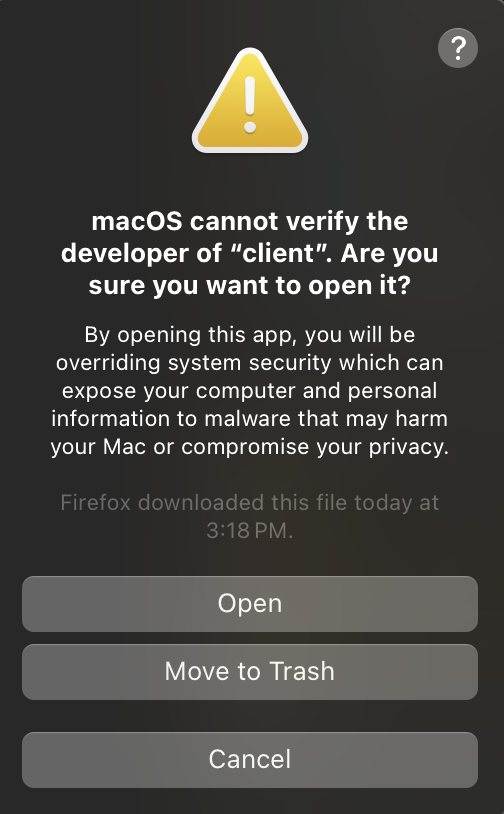 ?
macOS cannot verify the
developer of “client”. Are you
sure you want to open it?
By opening this app, you will be
overriding system security which can
expose your computer and personal
information to malware that may harm
your Mac or compromise your privacy.
Firefox downloaded this file today at
3:18 PM.
Open
Move to Trash
Cancel